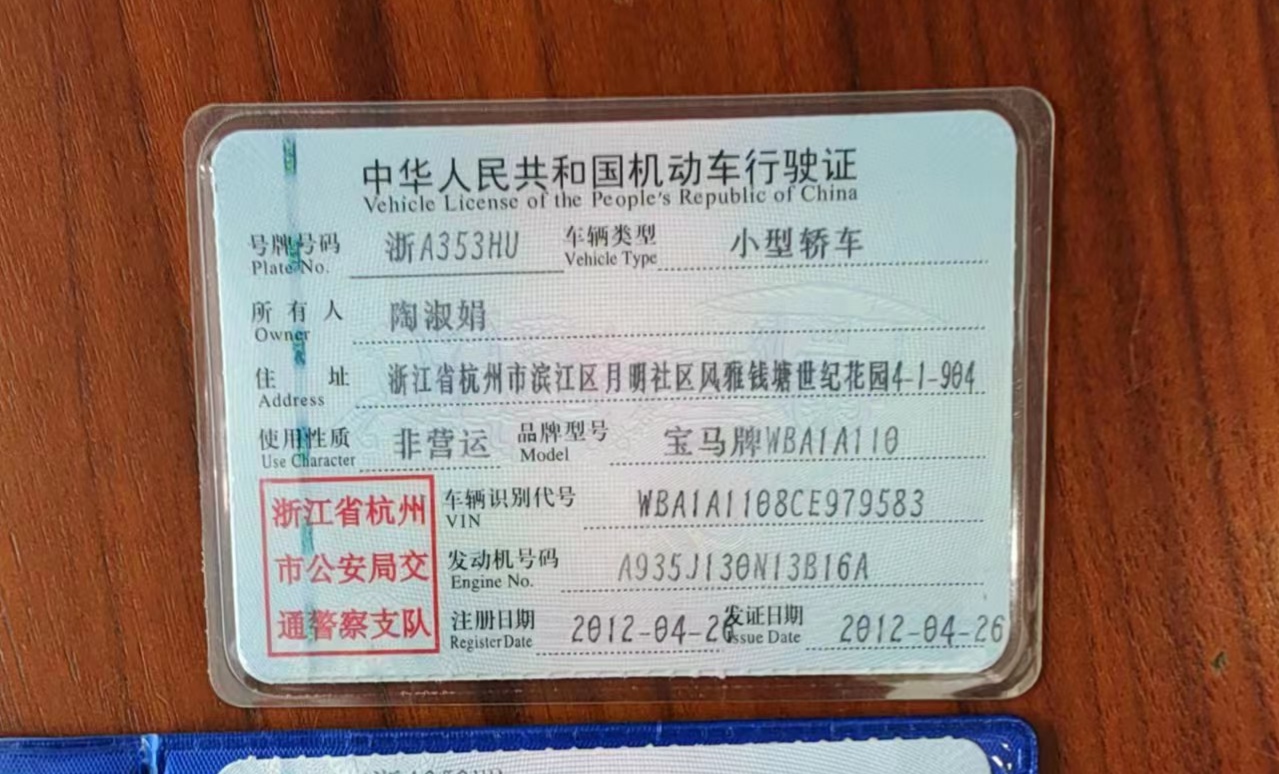 中华人民共和国机动车行驶证
Vehicle License of the People's Republic of China
号牌号码 浙A353HU 车辆类型 小型轿车
Plate No. Vehicle Type
所有人 陶淑娟
Owner
住址 浙江省杭州市滨江区月明社区风雅钱塘世纪花园4-1-904
Address
使用性质 非营运 品牌型号 宝马牌WBA1A110
Use Character Model
浙江省杭州 车辆识别代号 WBA1A1108CE979583
VIN
市公安局交 发动机号码 A935J130N13B16A
Engine No.
通警察支队 注册日期 2012-04-26 发证日期 2012-04-26
Register Date Issue Date